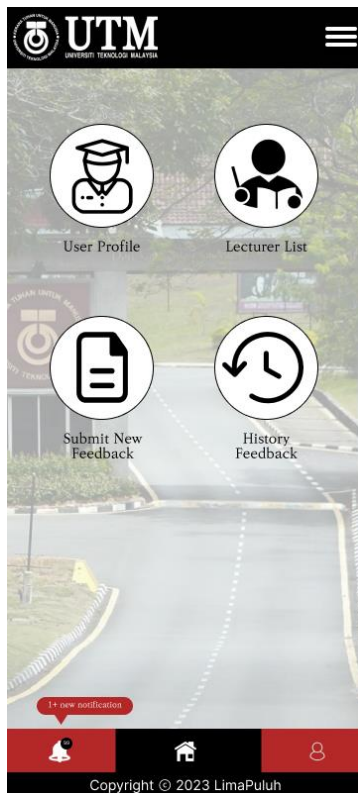 UTM
UNIVERSITI TEKNOLOGI MALAYSIA
User Profile
Lecturer List
Submit New
Feedback
History
Feedback
1+ new notification
Copyright © 2023 LimaPuluh